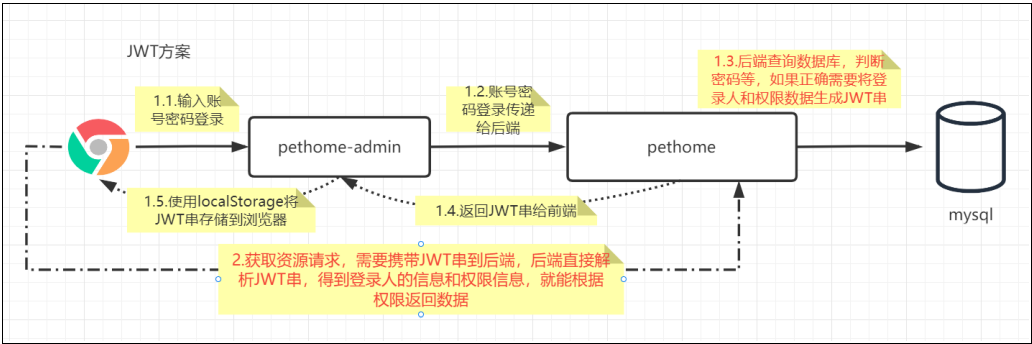 JWT方案
1.1.输入账
号密码登录
1.2.账号密
码登录传递
给后端
1.3.后端查询数据库，判断
密码等，如果正确需要将登
录人和权限数据生成JWT串
pethome-admin
pethome
mysql
1.5.使用localStorage将
JWT串存储到浏览器
1.4.返回JWT串给前端
2.获取资源请求，需要携带JWT串到后端，后端直接解
析JWT串，得到登录人的信息和权限信息，就能根据
权限返回数据